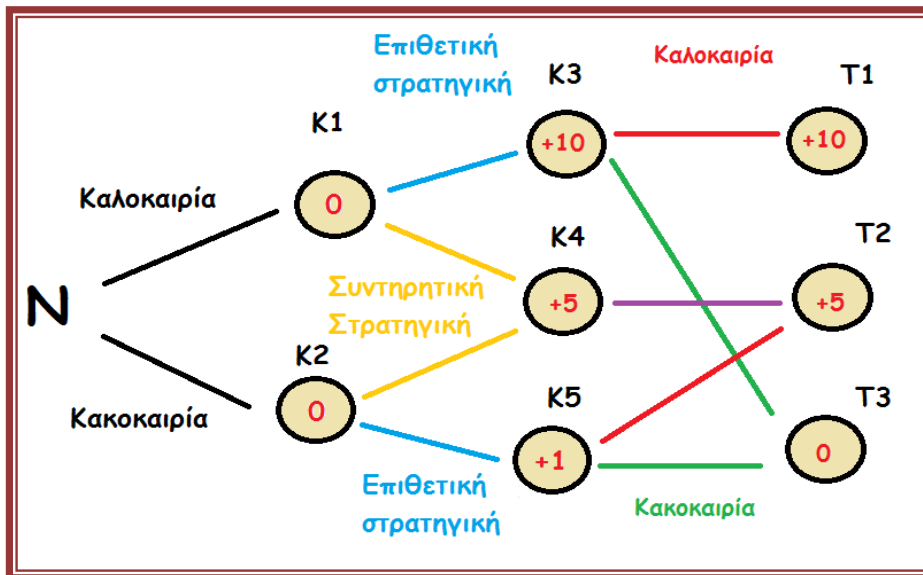 Επιθετική
στρατηγική
Καλοκαιρία
Κ3
Τ1
Κ1
+10
+10
Καλοκαιρία
0
Κ4
Τ2
Ν
Συντηρητική
Στρατηγική
+5
+5
Κ2
Κακοκαιρία
0
Κ5
Τ3
+1
0
Επιθετική
στρατηγική
Κακοκαιρία